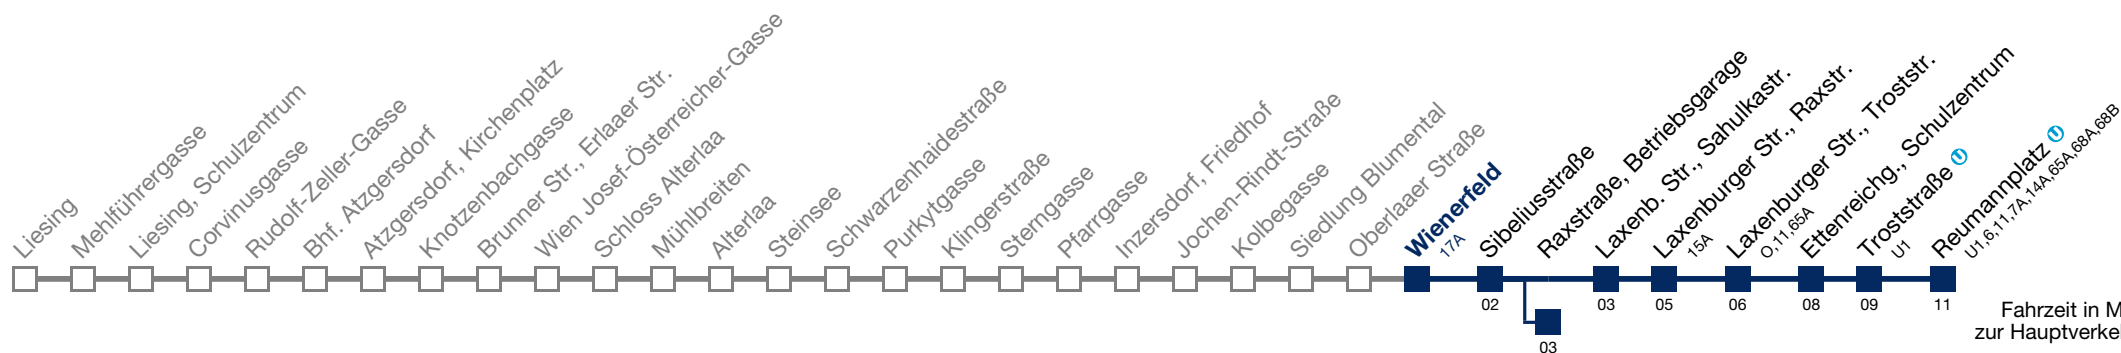 Liesing
Mehlführergasse
Liesing, Schulzentrum
Corvinusgasse
Rudolf-Zeller-Gasse
Bhf. Atzgersdorf
Atzgersdorf, Kirchenplatz
Knotzenbachgasse
Brunner Str., Erlaaer Str.
Wien Josef-Österreicher-Gasse
Schloss Alterlaa
Mühlbreiten
Alterlaa
Steinsee
Schwarzenhaidestraße
Purkytgasse
Klingerstraße
Sterngasse
Pfarrgasse
Inzersdorf, Friedhof
Jochen-Rindt-Straße
Kolbegasse
Siedlung Blumental
Oberlaaer Straße
Wienerfeld
17A
Sibeliusstraße
Raxstraße, Betriebsgarage
Laxenb. Str., Sahulkastr.
Laxenburger Str., Raxstr.
15A
Laxenburger Str., Troststr.
O,11,65A
Ettenreichg., Schulzentrum
Troststraße U
U1
Reumannplatz U
U1,6,11,7A,14A,65A,68A,68B
02
03
03
05
06
08
09
11
Fahrzeit in M
zur Hauptverke